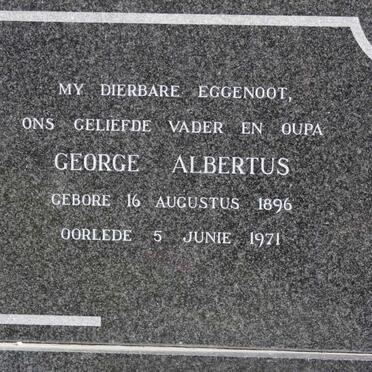 MY DIERBARE EGGENOOT,
ONS GELIEFDE VADER EN OUPA
GEORGE ALBERTUS
GEBORE 16 AUGUSTUS 1896
OORLEDE 5 JUNIE 1971